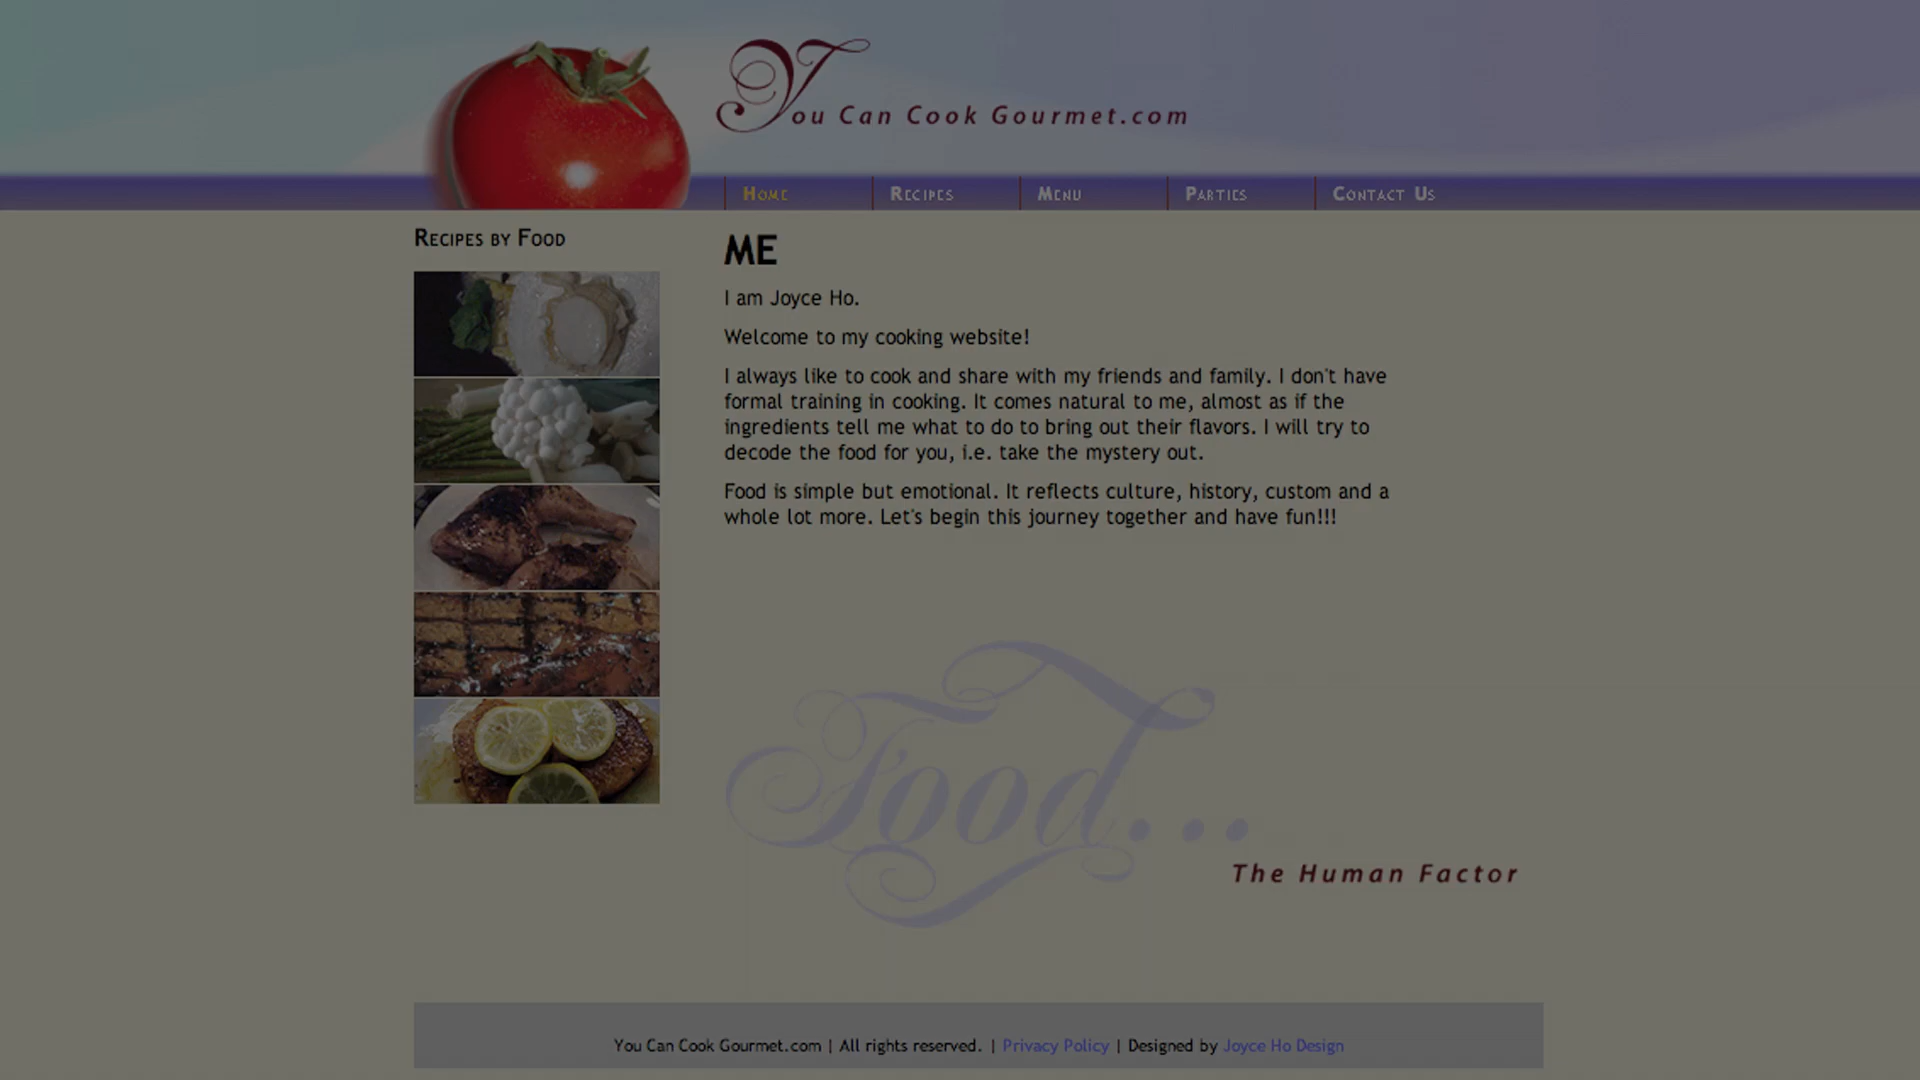 You Can Cook Gourmet.com
Home Recipes Menu Parties Contact Us
Recipes by Food
ME
I am Joyce Ho.
Welcome to my cooking website!
I always like to cook and share with my friends and family. I don't have
formal training in cooking. It comes natural to me, almost as if the
ingredients tell me what to do to bring out their flavors. I will try to
decode the food for you, i.e. take the mystery out.
Food is simple but emotional. It reflects culture, history, custom and a
whole lot more. Let's begin this journey together and have fun!!!
Food...
The Human Factor
You Can Cook Gourmet.com | All rights reserved. | Privacy Policy | Designed by Joyce Ho Design